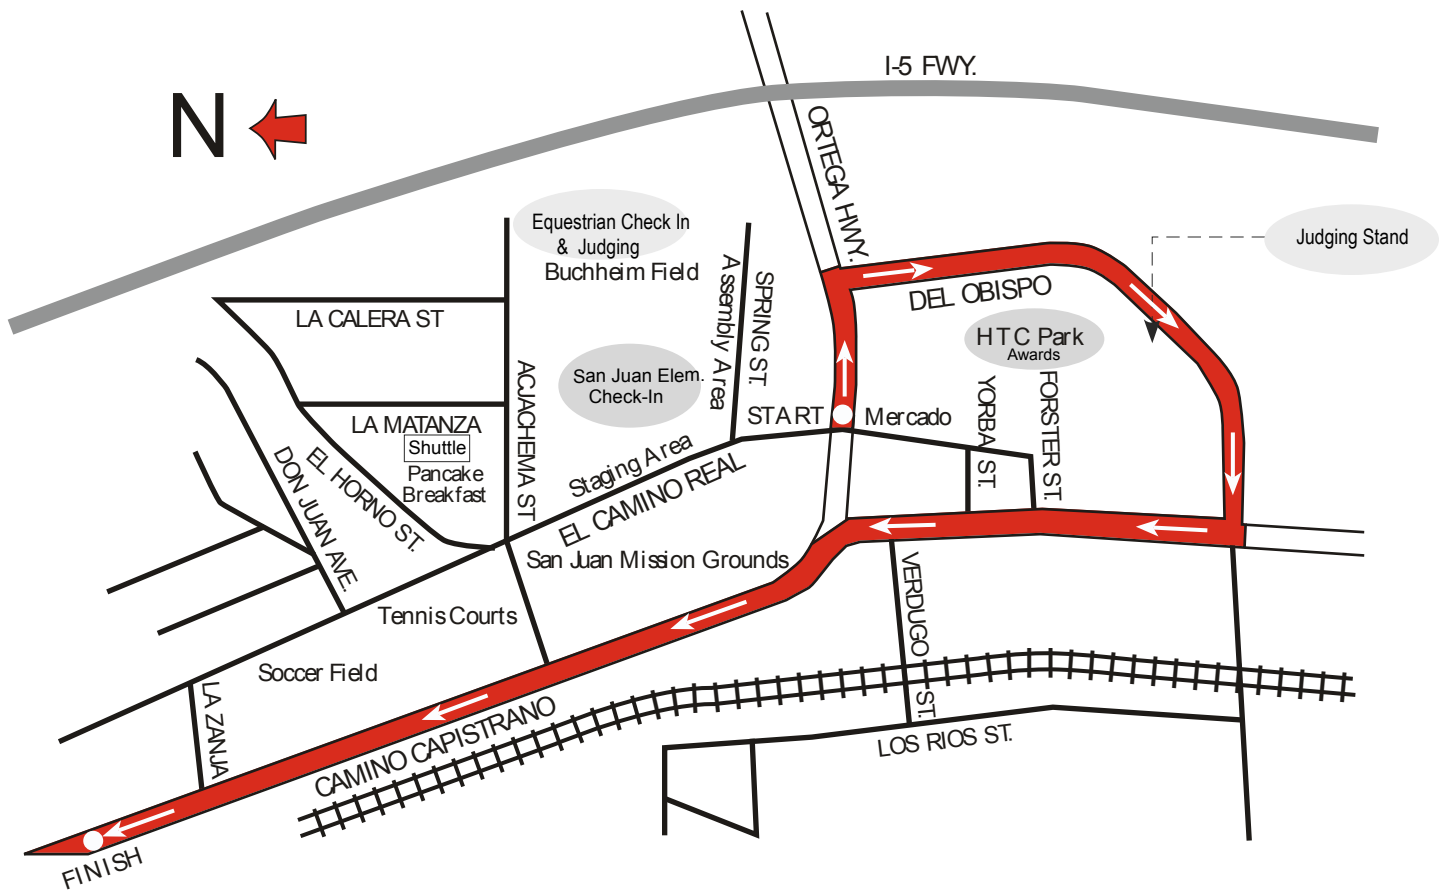 I-5 FWY.
N
ORTEGA HWY.
Equestrian Check In
& Judging
Buchheim Field
Judging Stand
DEL OBISPO
LA CALERA ST
Assembly Area
SPRING ST.
HTC Park
Awards
San Juan Elem.
Check-In
ACJACHEMA ST
YORBA ST.
FORSTER ST.
START
Mercado
LA MATANZA
Shuttle
Pancake
Breakfast
Staging Area
EL CAMINO REAL
EL HORNO ST.
DON JUAN AVE.
San Juan Mission Grounds
VERDUGO ST.
Tennis Courts
Soccer Field
LA ZANJA
CAMINO CAPISTRANO
LOS RIOS ST.
FINISH